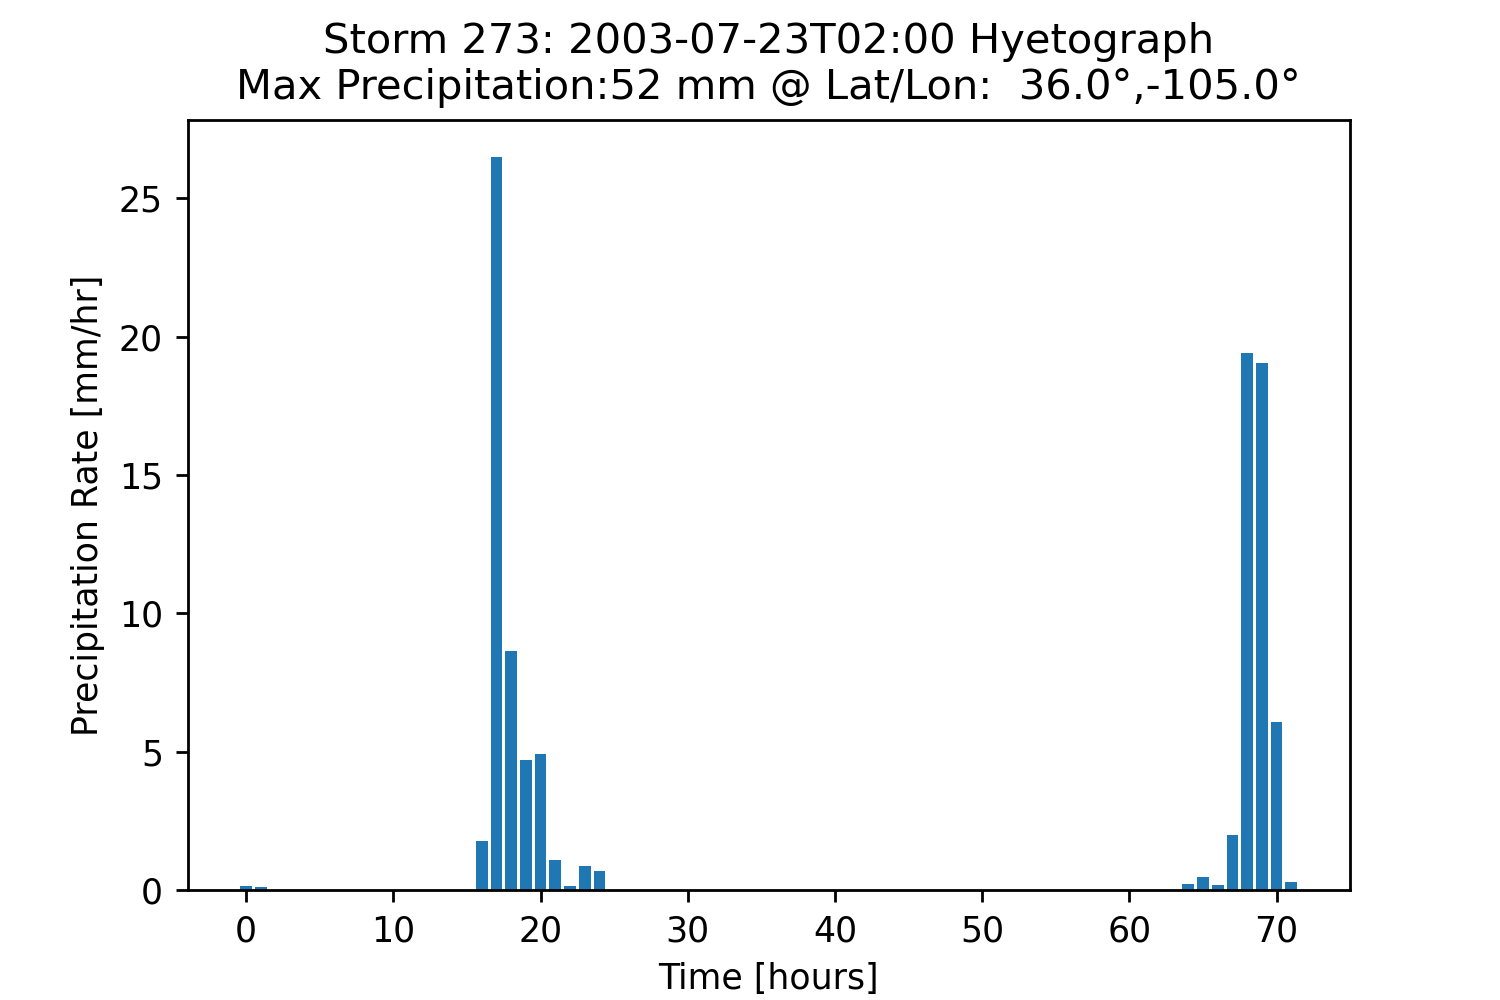 Storm 273: 2003-07-23T02:00 Hyetograph
Max Precipitation:52 mm @ Lat/Lon:  36.0°,-105.0°
Precipitation Rate [mm/hr]
25
20
15
10
5
0
0 10 20 30 40 50 60 70
Time [hours]